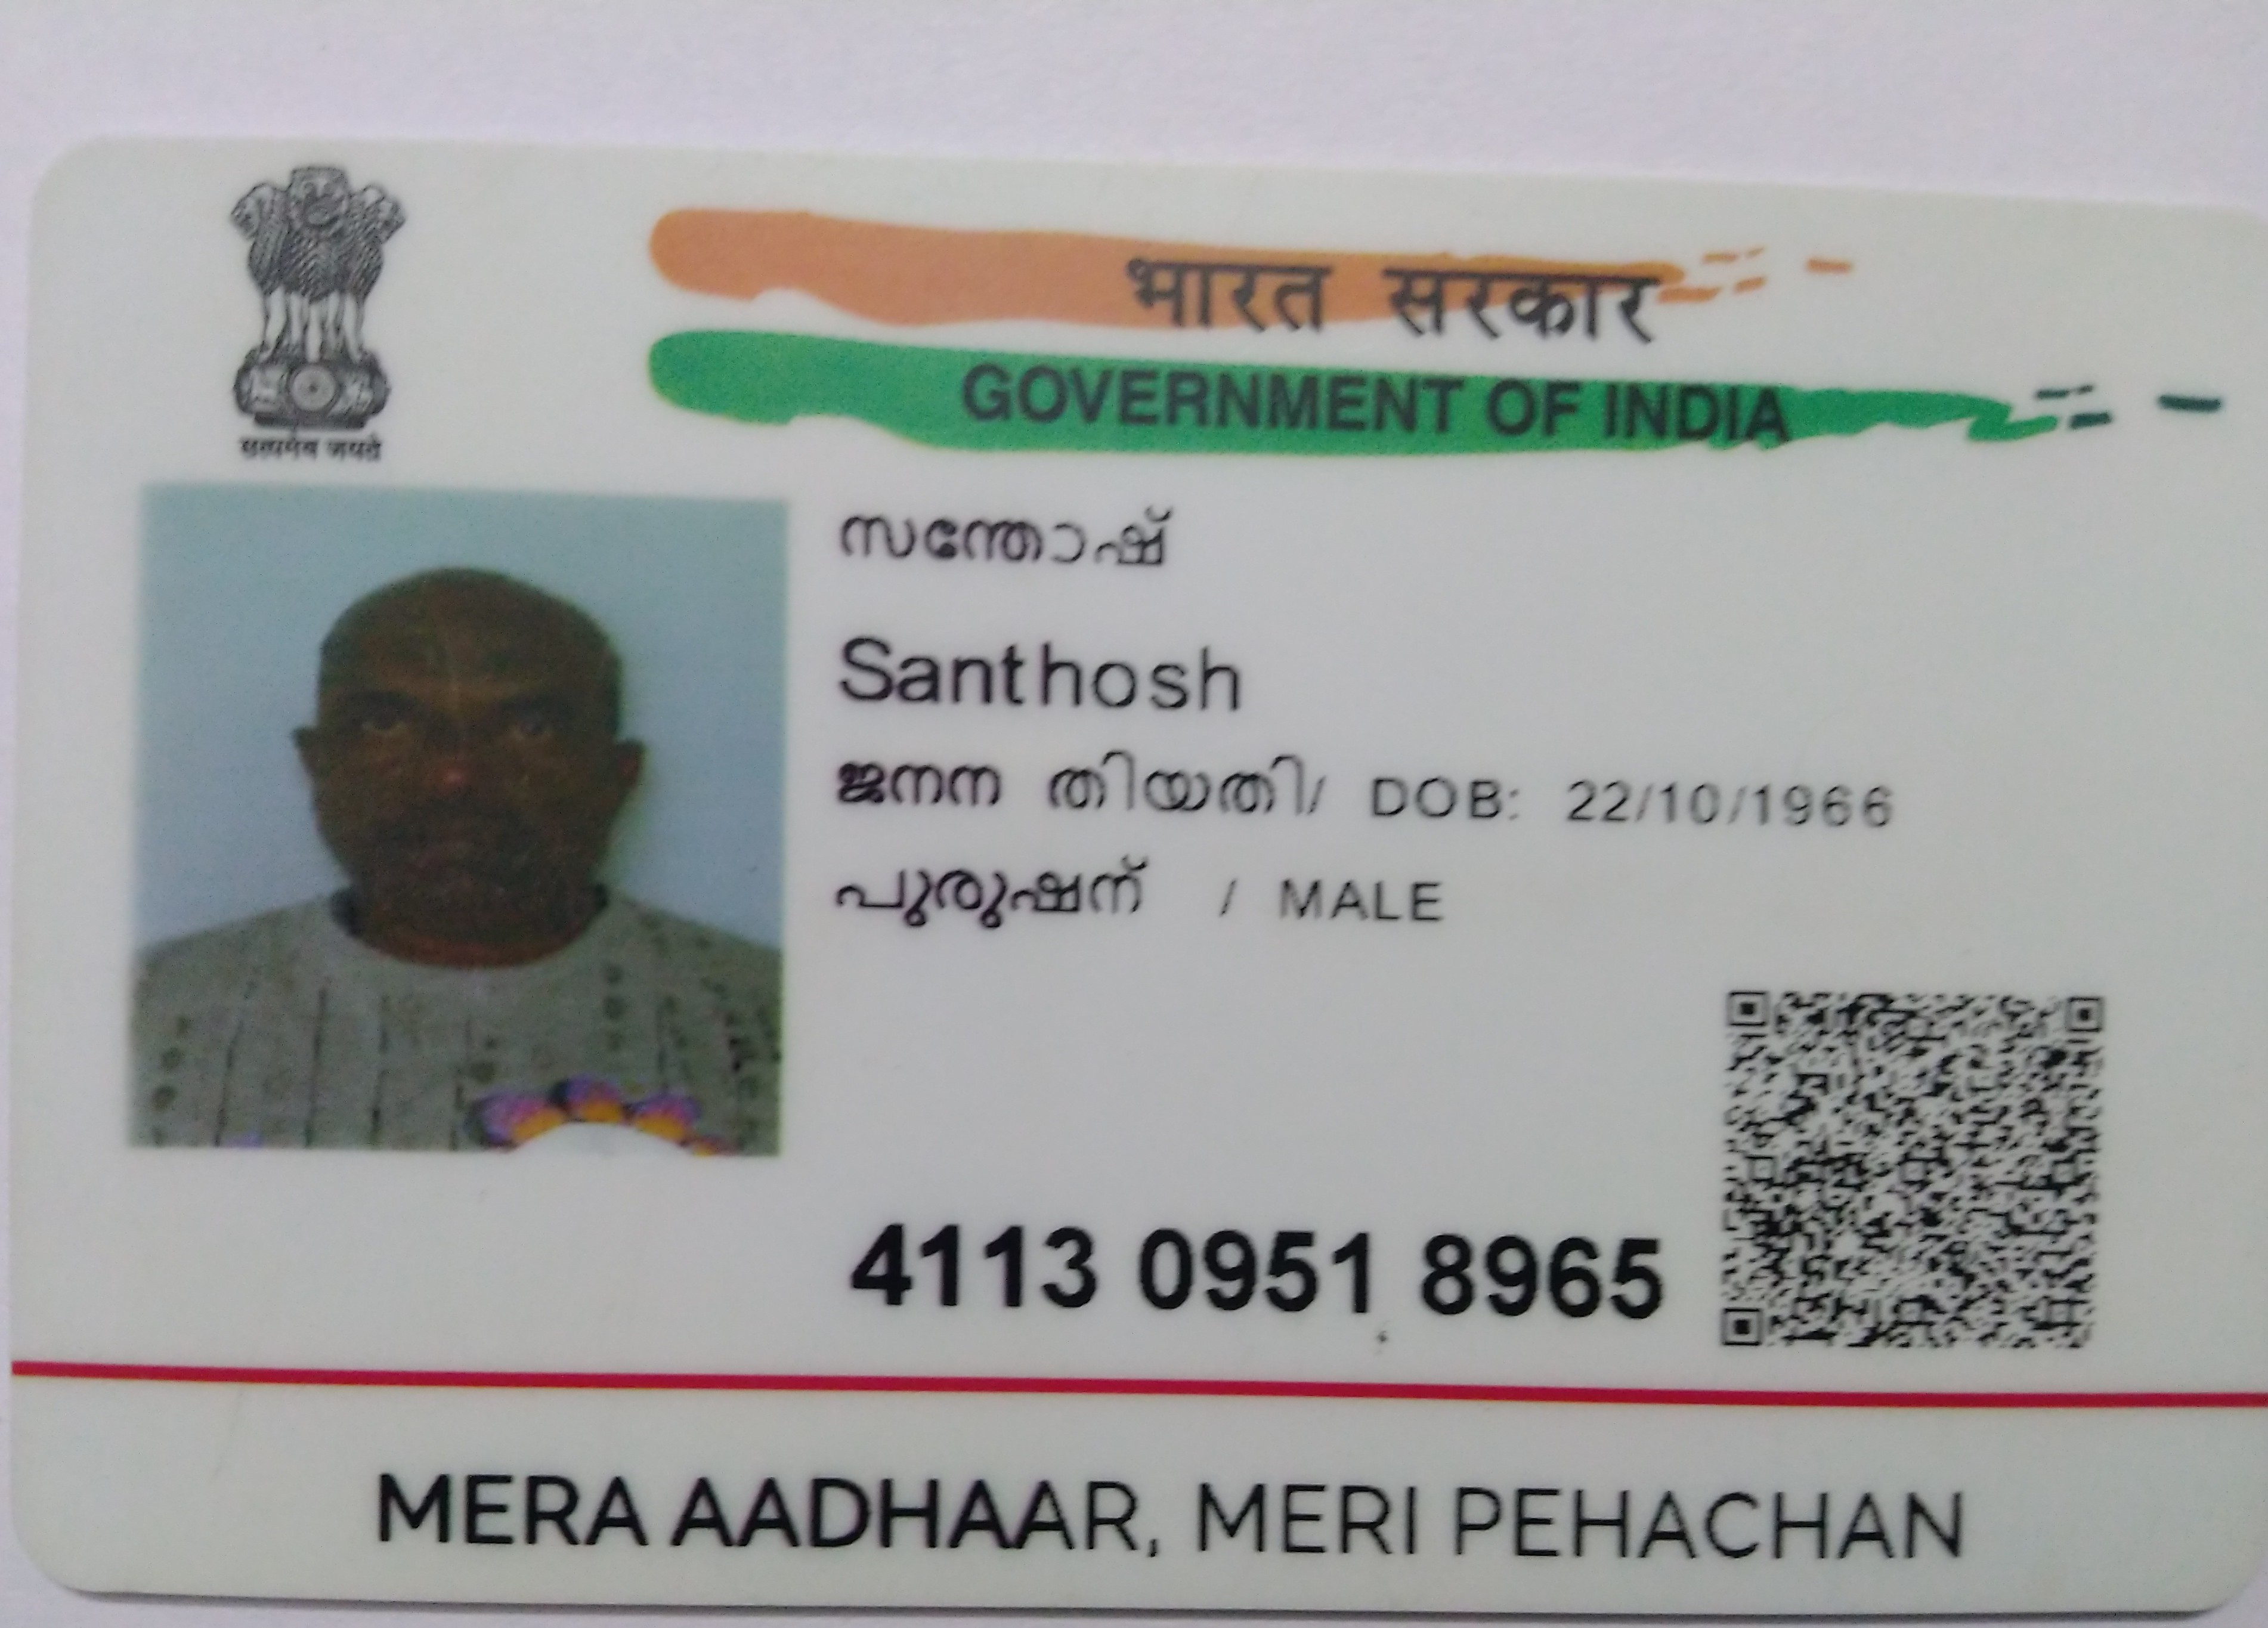 सत्यमेव जयते
भारत सरकार
GOVERNMENT OF INDIA
സന്തോഷ്
Santhosh
ജനന തിയതി/ DOB: 22/10/1966
പുരുഷന് / MALE
4113 0951 8965
MERA AADHAAR, MERI PEHACHAN